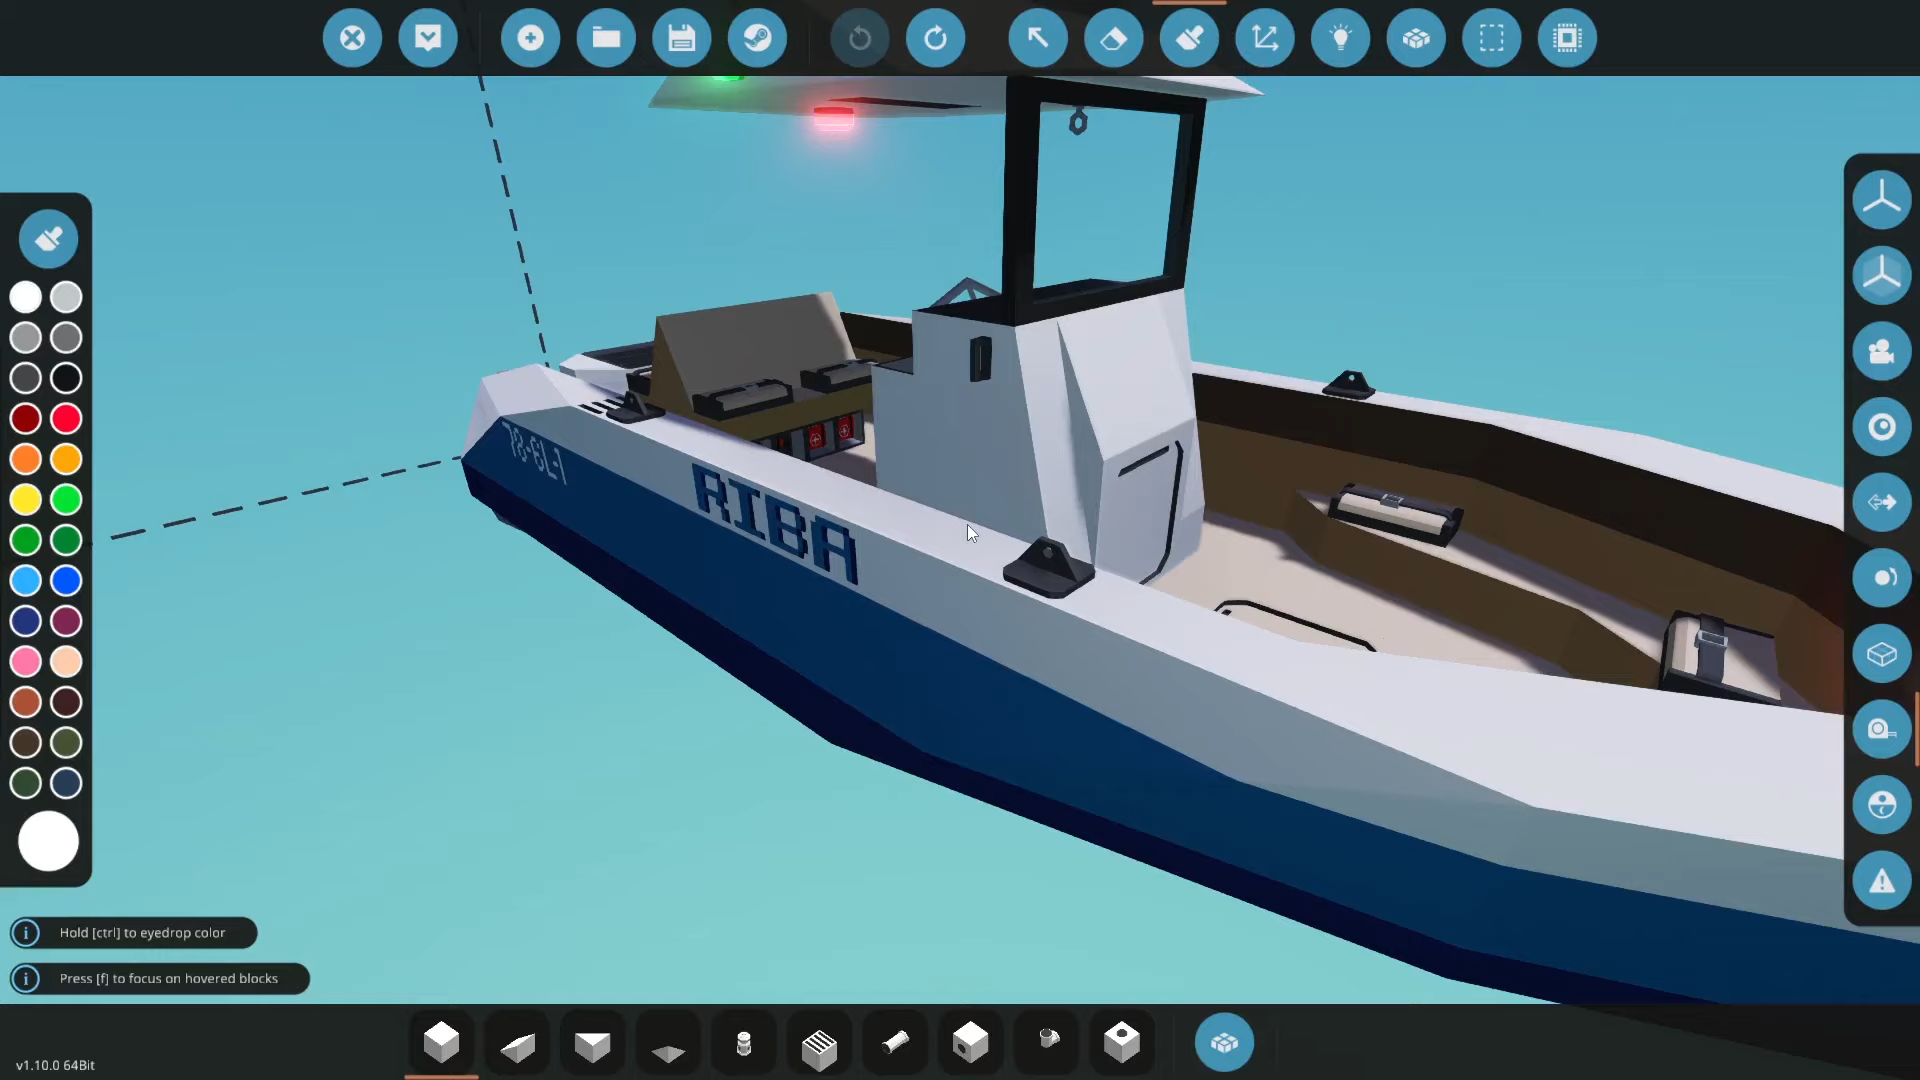 RIBA
Hold [ctrl] to eyedrop color
Press [f] to focus on hovered blocks
v1.10.0 64Bit